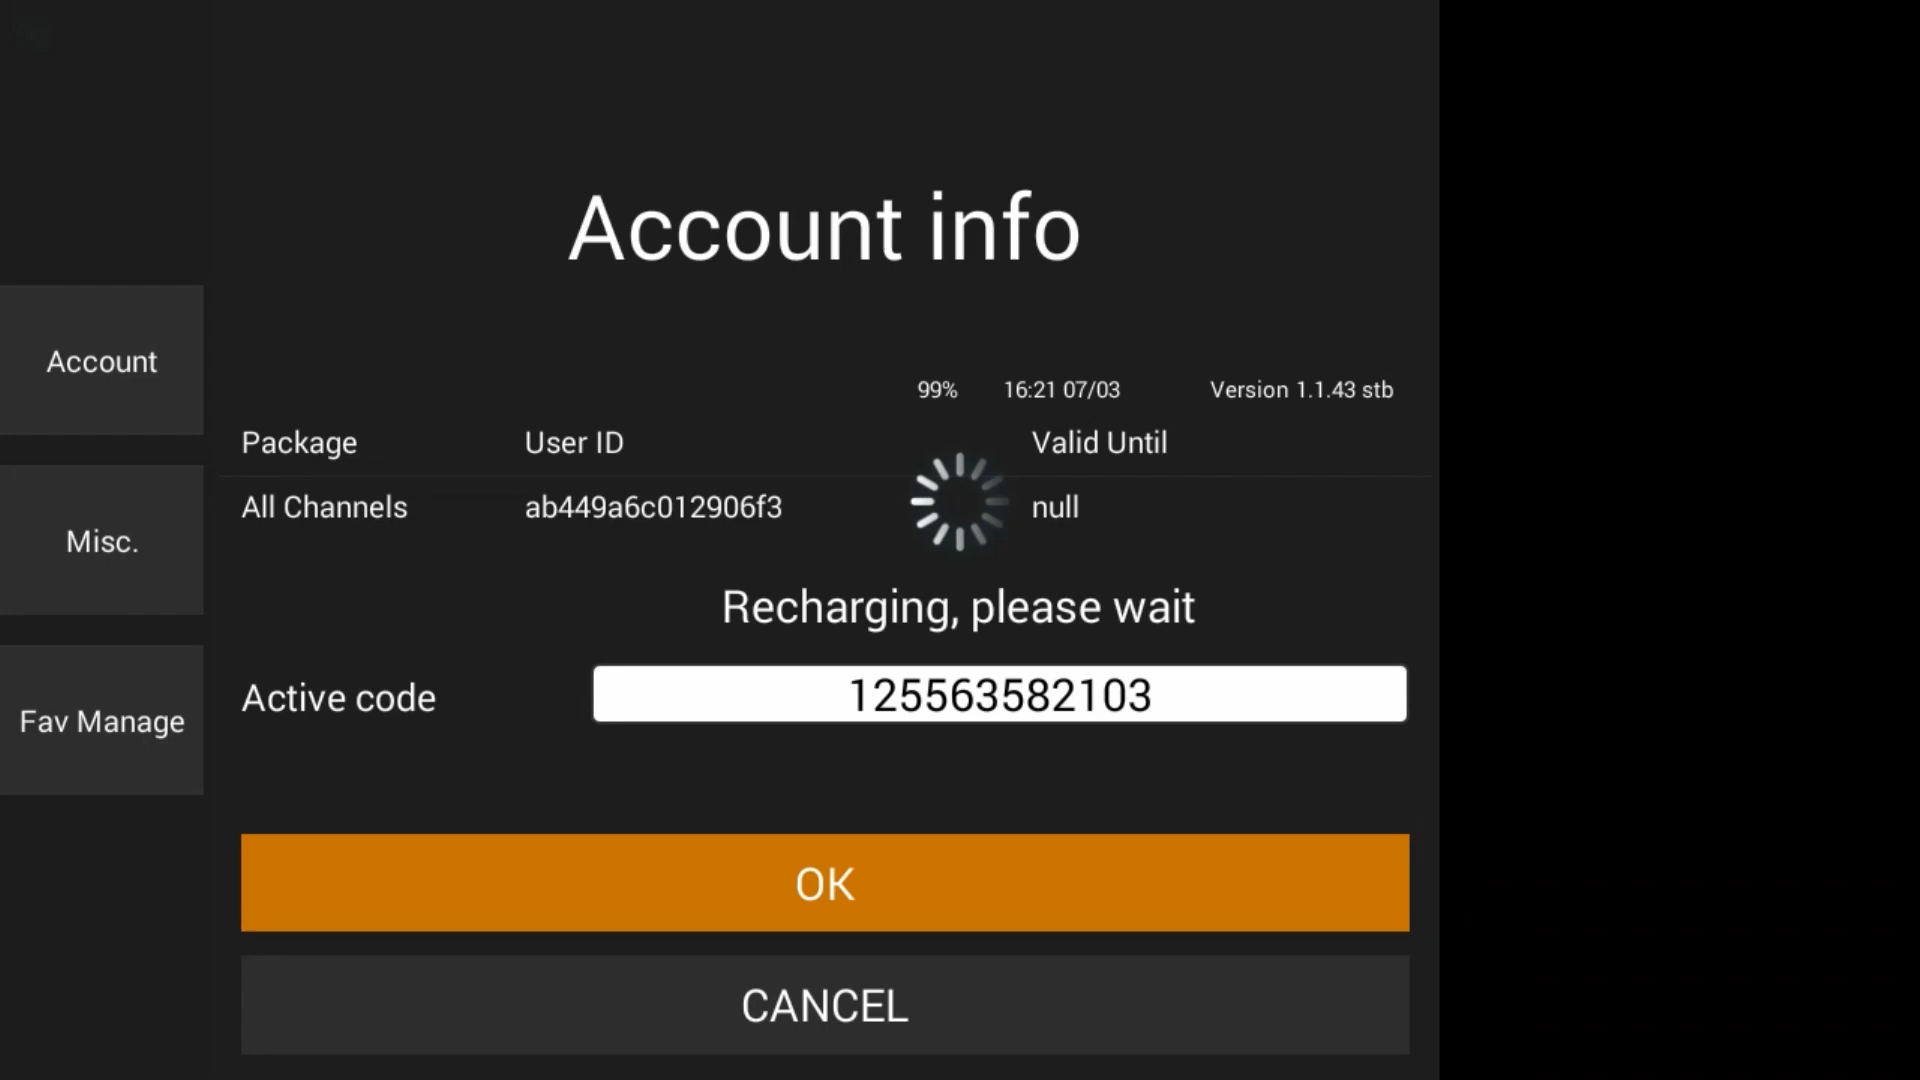 Account info
Account
99% 16:21 07/03 Version 1.1.43 stb
Package User ID Valid Until
All Channels ab449a6c012906f3 null
Misc.
Recharging, please wait
Active code 125563582103
Fav Manage
OK
CANCEL